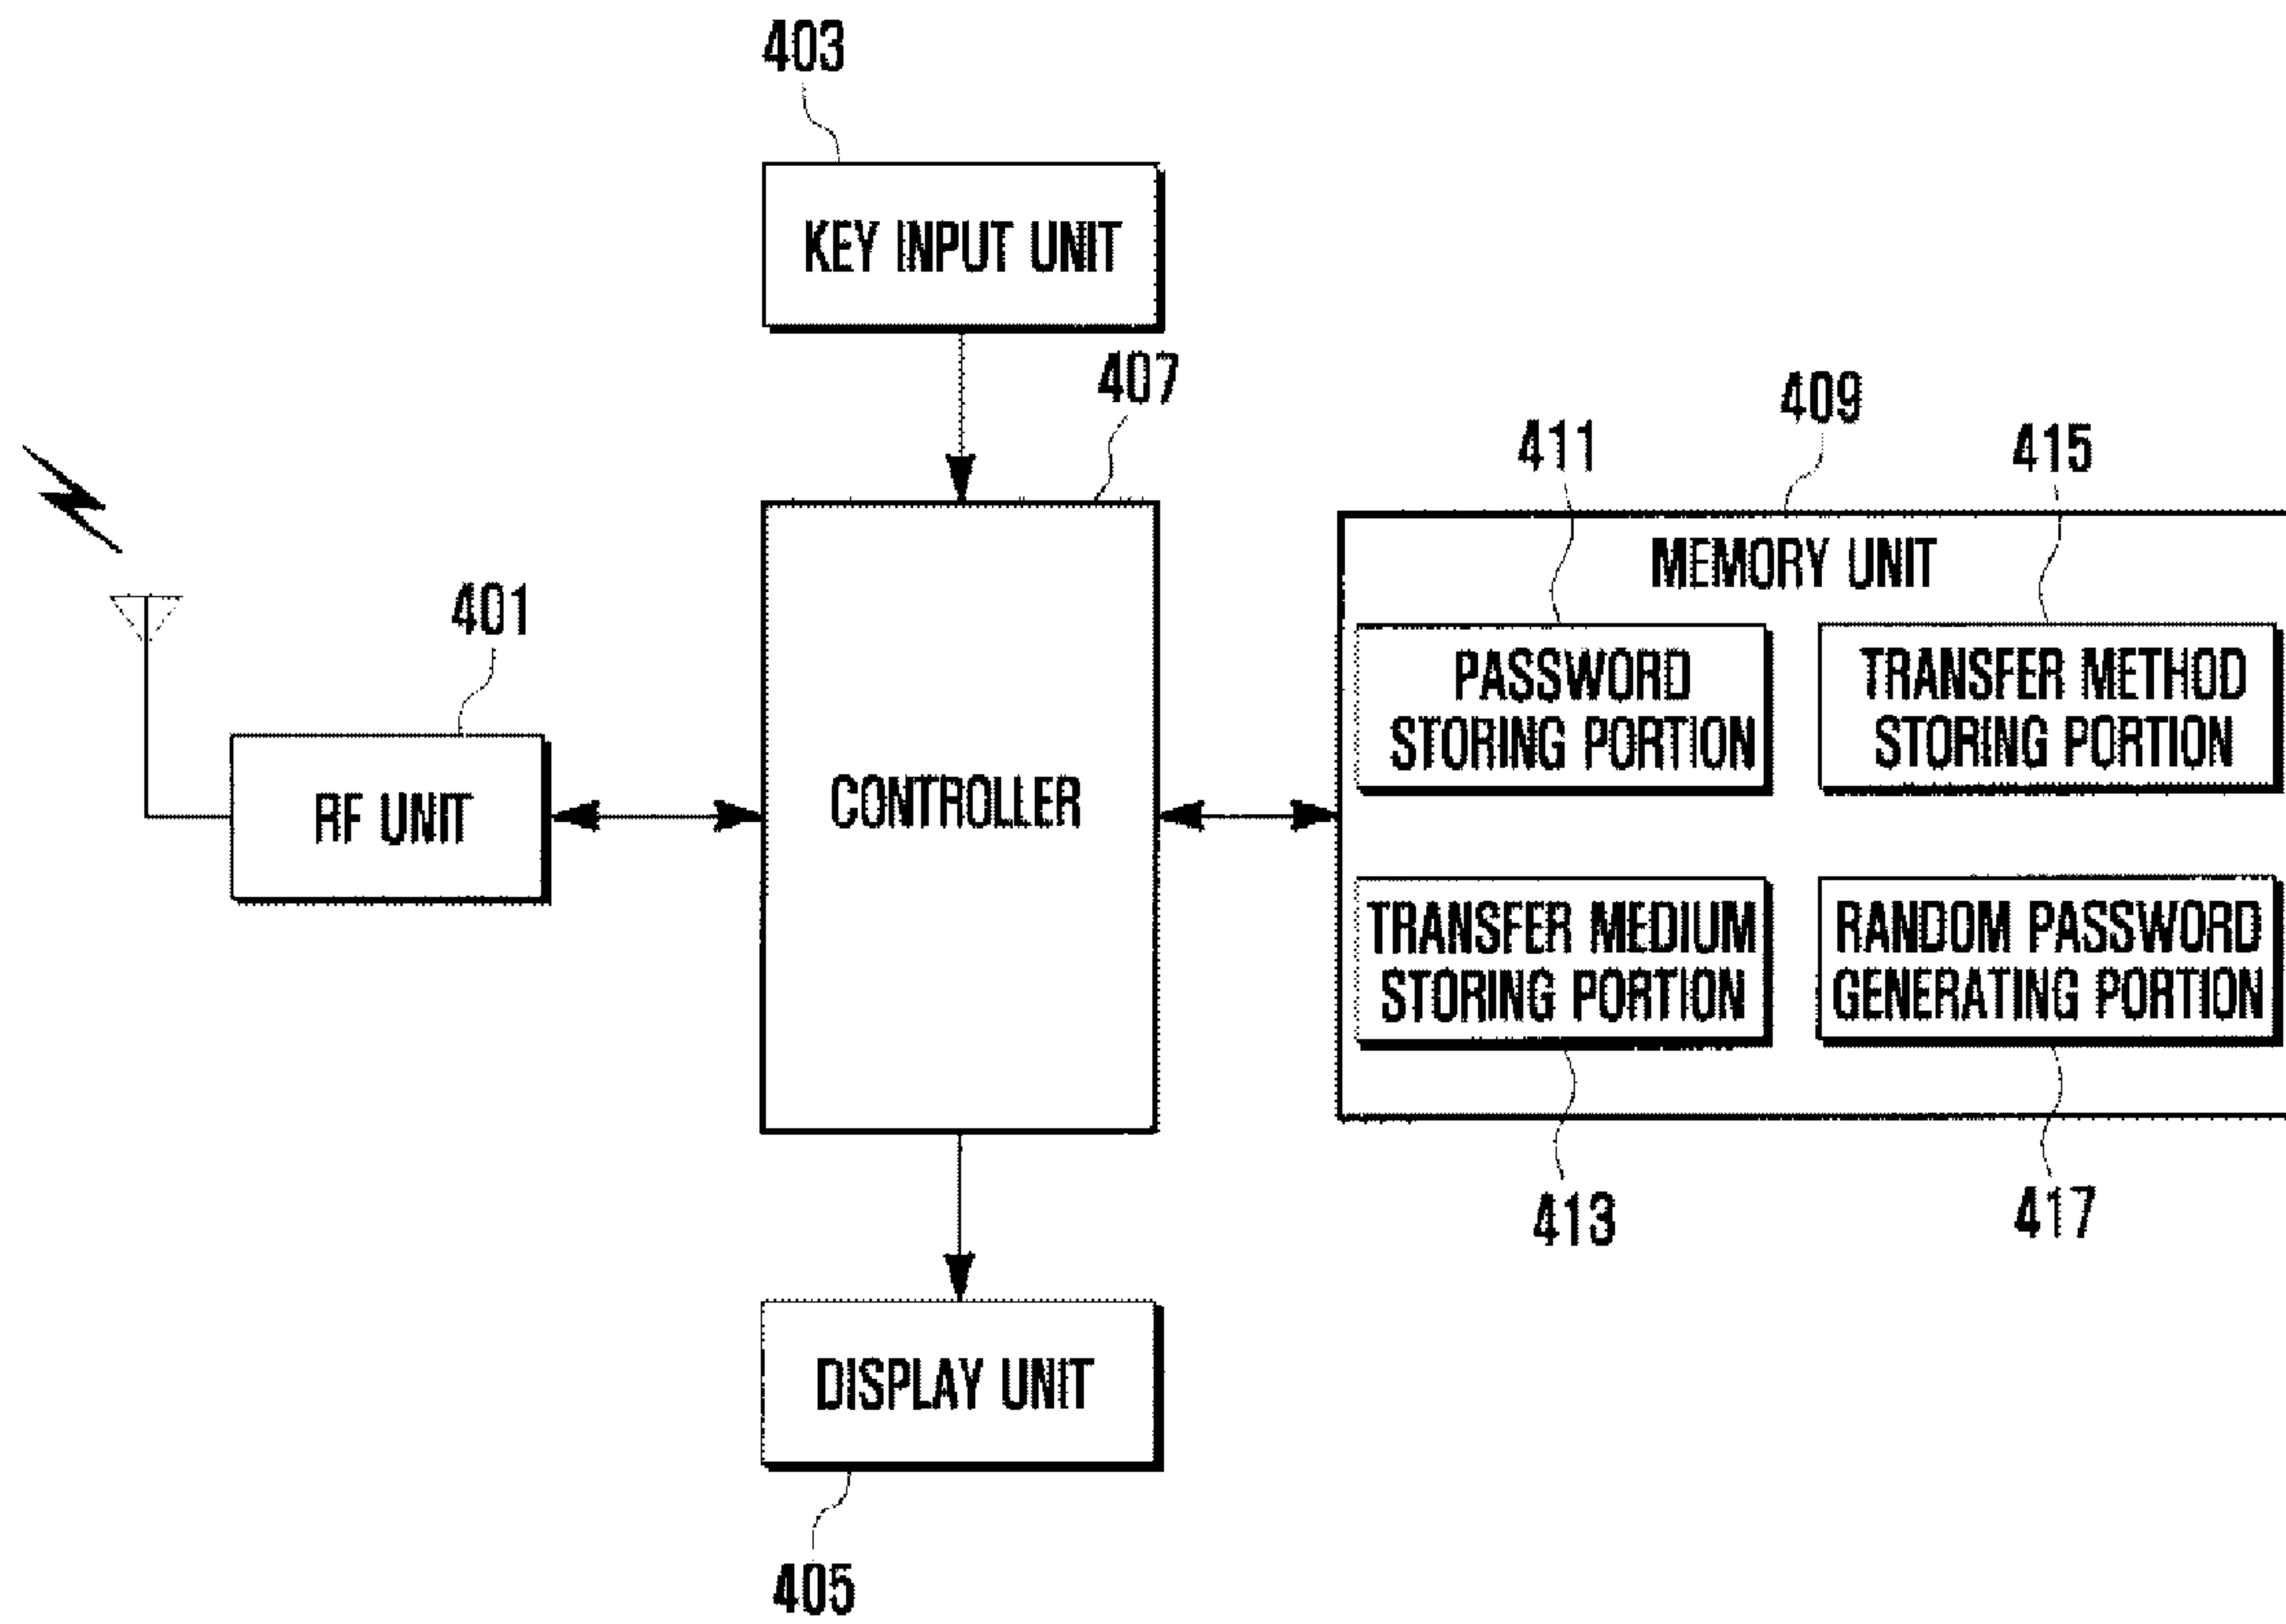 403
KEY INPUT UNIT
407
409
411
415
MEMORY UNIT
401
PASSWORD
STORING PORTION
TRANSFER METHOD
STORING PORTION
RF UNIT
CONTROLLER
TRANSFER MEDIUM
STORING PORTION
RANDOM PASSWORD
GENERATING PORTION
413
417
DISPLAY UNIT
405